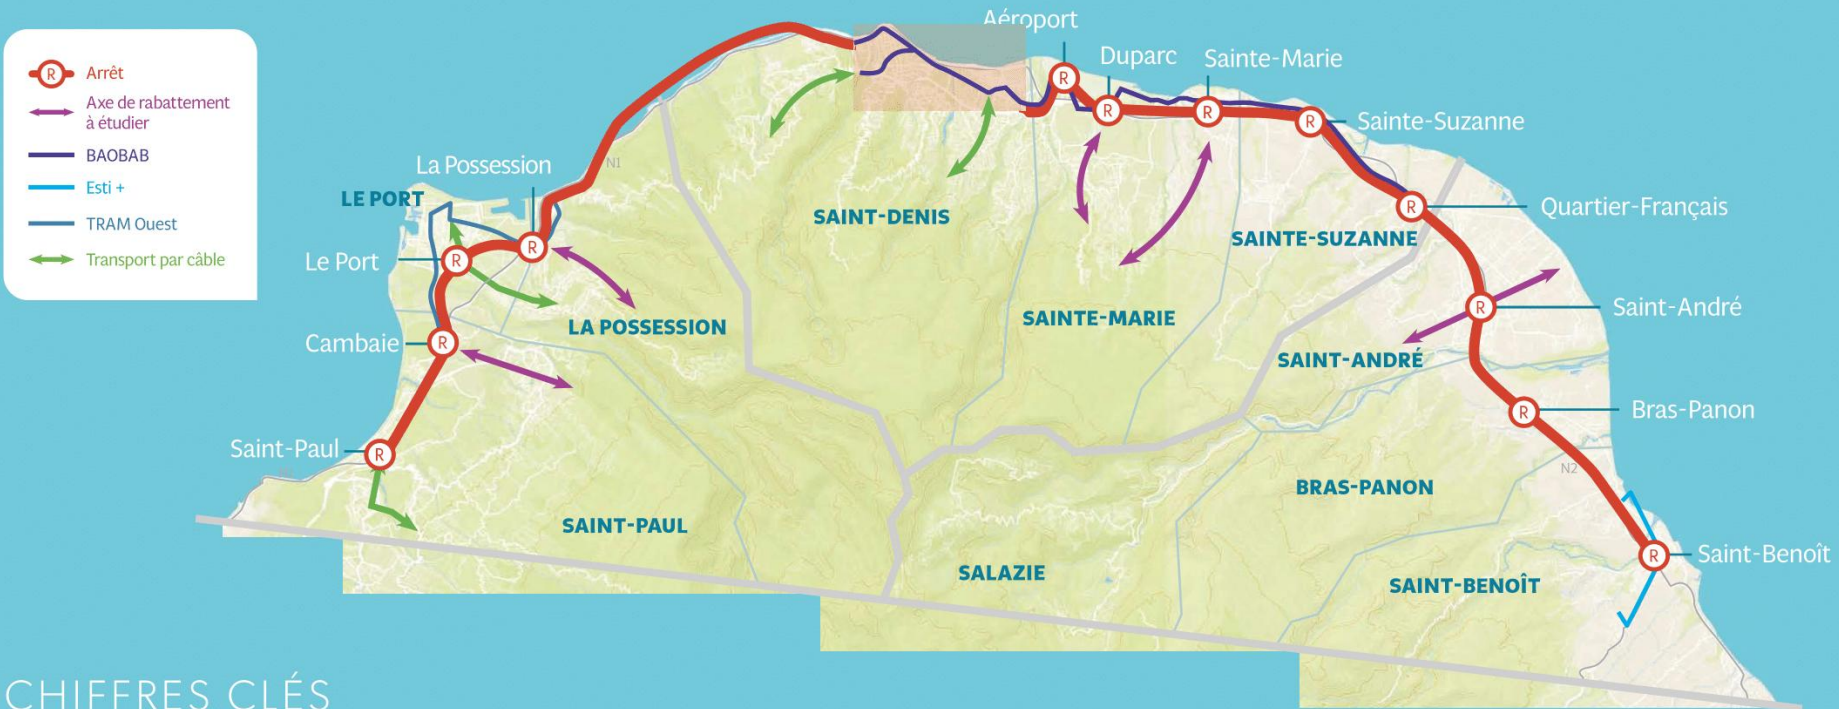 Arrêt
Axe de rabattement
à étudier
BAOBAB
Esti +
TRAM Ouest
Transport par câble
Aéroport
Duparc
Sainte-Marie
Sainte-Suzanne
Quartier-Français
Saint-André
Bras-Panon
Saint-Benoît
La Possession
LE PORT
Le Port
Cambaie
Saint-Paul
N1
N2
SAINT-DENIS
SAINTE-SUZANNE
SAINTE-MARIE
LA POSSESSION
SAINT-ANDRÉ
BRAS-PANON
SAINT-PAUL
SALAZIE
SAINT-BENOÎT
R
R
R
R
R
R
R
R
R
R
R
R
R
R
CHIFFRES CLÉS